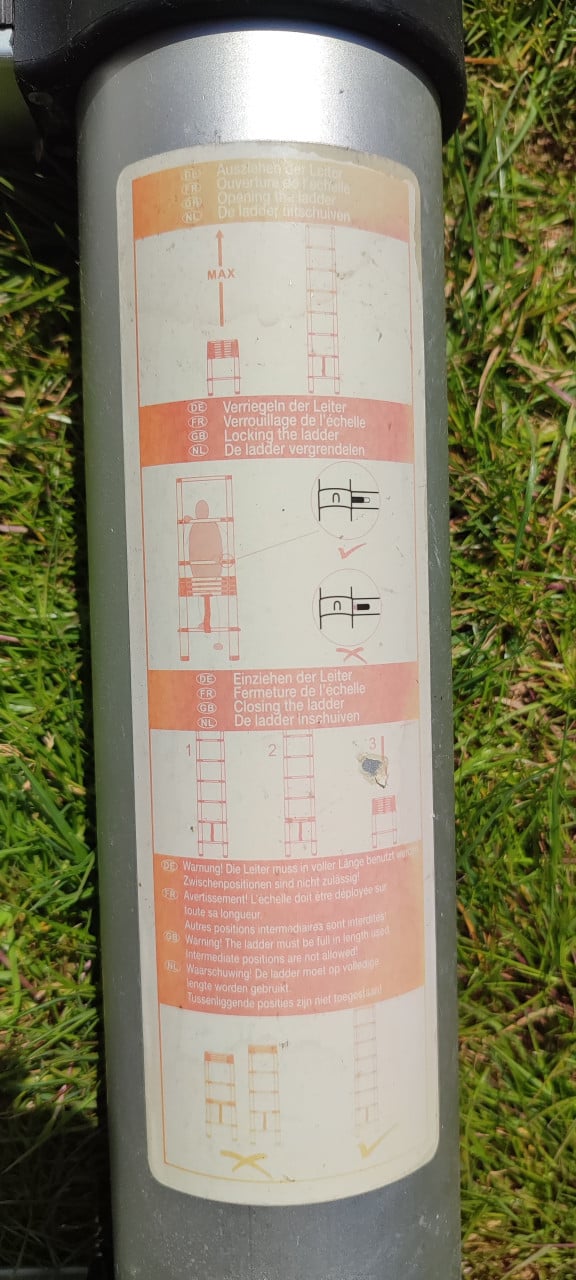 DE Ausziehen der Leiter
FR Ouverture de l'échelle
GB Opening the ladder
NL De ladder uitschuiven
MAX
DE Verriegeln der Leiter
FR Verrouillage de l'échelle
GB Locking the ladder
NL De ladder vergrendelen
DE Einziehen der Leiter
FR Fermeture de l'échelle
GB Closing the ladder
NL De ladder inschuiven
1 2 3
DE Warnung! Die Leiter muss in voller Länge benutzt werden
Zwischenpositionen sind nicht zulässig!
FR Avertissement! L'échelle doit être déployée sur
toute sa longueur.
Autres positions intermédiaires sont interdites!
GB Warning! The ladder must be full in length used.
Intermediate positions are not allowed!
NL Waarschuwing! De ladder moet op volledige
lengte worden gebruikt.
Tussenliggende posities zijn niet toegestaan!